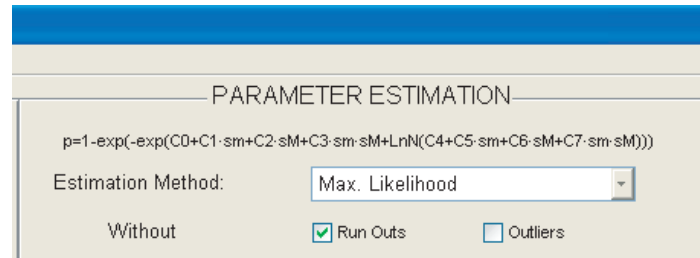 PARAMETER ESTIMATION
p=1-exp(-exp(C0+C1·sm+C2·sM+C3·sm·sM+LnN(C4+C5·sm+C6·sM+C7·sm·sM)))
Estimation Method: Max. Likelihood
Without Run Outs Outliers